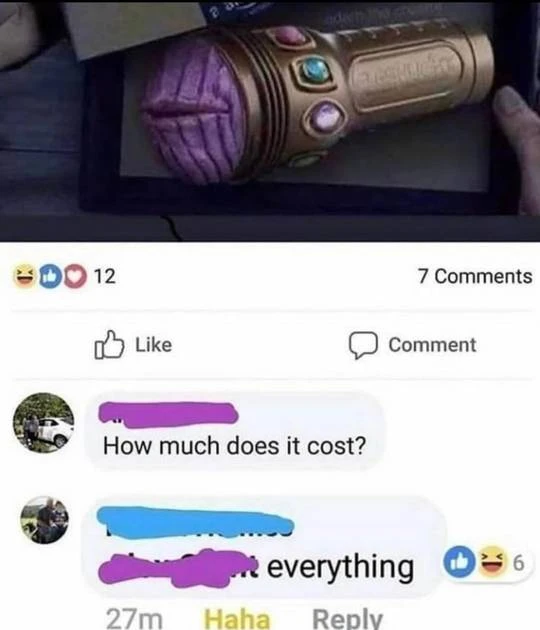 12
7 Comments
Like
Comment
How much does it cost?
everything
6
27m Haha Reply